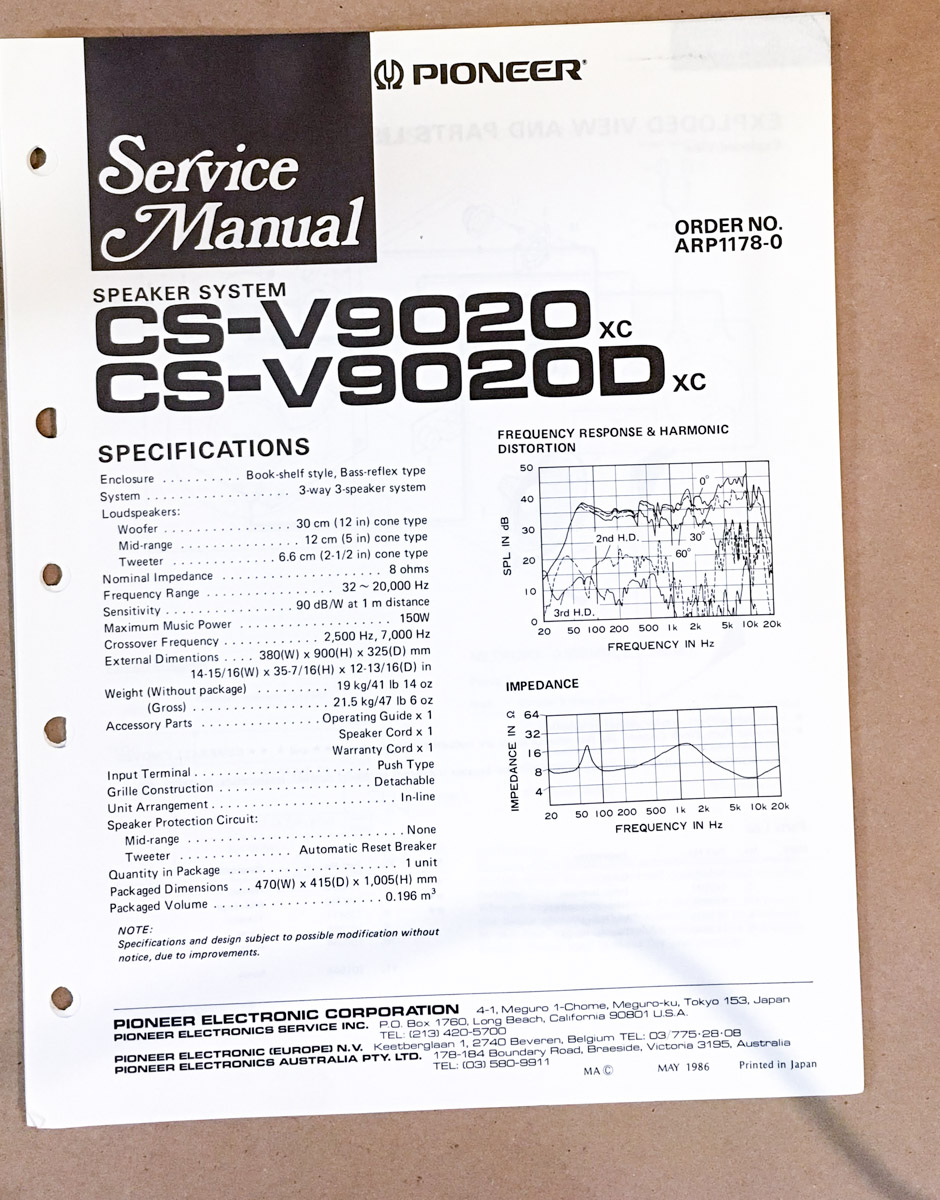 PIONEER
Service
Manual
ORDER NO.
ARP1178-0
SPEAKER SYSTEM
CS-V9020 XC
CS-V9020D XC
SPECIFICATIONS
Enclosure . . . . . . . . . . Book-shelf style, Bass-reflex type
System . . . . . . . . . . . . . . . . . . 3-way 3-speaker system
Loudspeakers:
Woofer . . . . . . . . . . . . . . . . 30 cm (12 in) cone type
Mid-range . . . . . . . . . . . . . . . 12 cm (5 in) cone type
Tweeter . . . . . . . . . . . . . 6.6 cm (2-1/2 in) cone type
Nominal Impedance . . . . . . . . . . . . . . . . . . . . 8 ohms
Frequency Range . . . . . . . . . . . . . . . . . 32 ~ 20,000 Hz
Sensitivity . . . . . . . . . . . . . . . . 90 dB/W at 1 m distance
Maximum Music Power . . . . . . . . . . . . . . . . . . . . 150W
Crossover Frequency . . . . . . . . . . . . . 2,500 Hz, 7,000 Hz
External Dimentions . . . . 380(W) x 900(H) x 325(D) mm
14-15/16(W) x 35-7/16(H) x 12-13/16(D) in
Weight (Without package) . . . . . . . . . 19 kg/41 lb 14 oz
(Gross) . . . . . . . . . . . . . . . . . 21.5 kg/47 lb 6 oz
Accessory Parts . . . . . . . . . . . . . . . Operating Guide x 1
Speaker Cord x 1
Warranty Cord x 1
Input Terminal . . . . . . . . . . . . . . . . . . . . . . Push Type
Grille Construction . . . . . . . . . . . . . . . . . . . Detachable
Unit Arrangement . . . . . . . . . . . . . . . . . . . . . . . In-line
Speaker Protection Circuit:
Mid-range . . . . . . . . . . . . . . . . . . . . . . . . . . . None
Tweeter . . . . . . . . . . . . . Automatic Reset Breaker
Quantity in Package . . . . . . . . . . . . . . . . . . . . . 1 unit
Packaged Dimensions . . 470(W) x 415(D) x 1,005(H) mm
Packaged Volume . . . . . . . . . . . . . . . . . . . . . 0.196 m³
NOTE:
Specifications and design subject to possible modification without
notice, due to improvements.
FREQUENCY RESPONSE & HARMONIC
DISTORTION
SPL IN dB
50
40
30
20
10
0
0°
2nd H.D.
30°
60°
3rd H.D.
20 50 100 200 500 1k 2k 5k 10k 20k
FREQUENCY IN Hz
IMPEDANCE
IMPEDANCE IN Ω
64
32
16
8
4
20 50 100 200 500 1k 2k 5k 10k 20k
FREQUENCY IN Hz
PIONEER ELECTRONIC CORPORATION 4-1, Meguro 1-Chome, Meguro-ku, Tokyo 153, Japan
PIONEER ELECTRONICS SERVICE INC. P.O. Box 1760, Long Beach, California 90801 U.S.A.
TEL: (213) 420-5700
PIONEER ELECTRONIC (EUROPE) N.V. Keetberglaan 1, 2740 Beveren, Belgium TEL: 03/775·28·08
PIONEER ELECTRONICS AUSTRALIA PTY. LTD. 178-184 Boundary Road, Braeside, Victoria 3195, Australia
TEL: (03) 580-9911
MA © MAY 1986 Printed in Japan